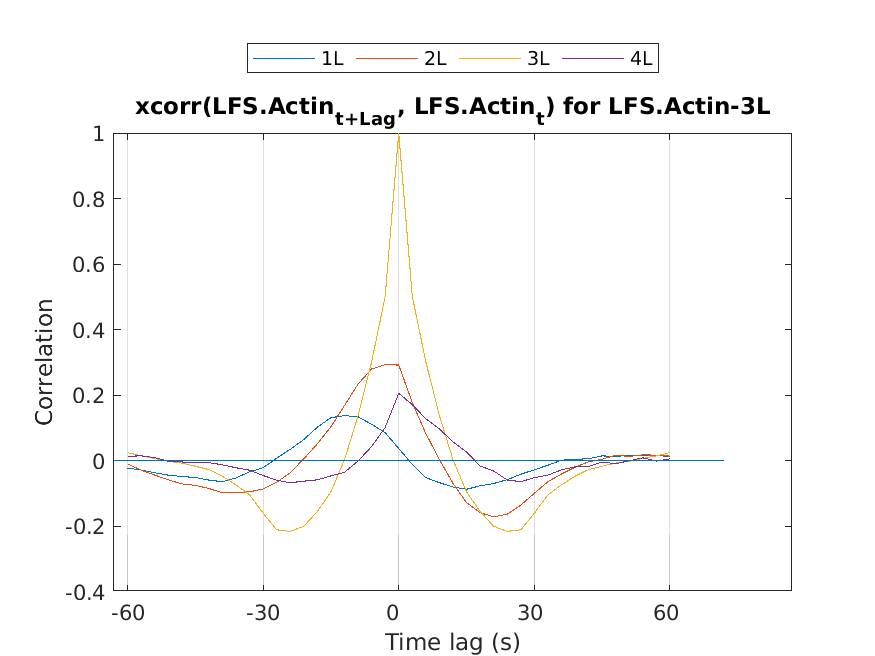 1L 2L 3L 4L
xcorr(LFS.Actin_{t+Lag}, LFS.Actin_t) for LFS.Actin-3L
1
0.8
0.6
0.4
0.2
0
-0.2
-0.4
Correlation
-60 -30 0 30 60
Time lag (s)